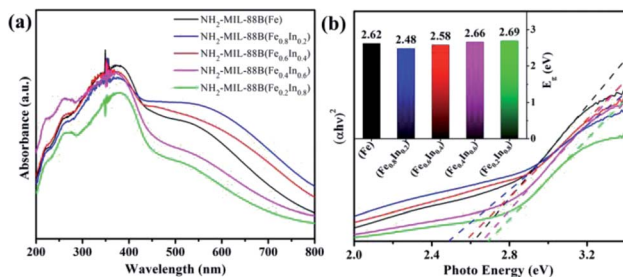 (a)
NH₂-MIL-88B(Fe)
NH₂-MIL-88B(Fe₀.₈In₀.₂)
NH₂-MIL-88B(Fe₀.₆In₀.₄)
NH₂-MIL-88B(Fe₀.₄In₀.₆)
NH₂-MIL-88B(Fe₀.₂In₀.₈)
Absorbance (a.u.)
200 300 400 500 600 700 800
Wavelength (nm)
(b)
2.62 2.48 2.58 2.66 2.69
3
2
1
0
E_g (eV)
(Fe)
(Fe₀.₈In₀.₂)
(Fe₀.₆In₀.₄)
(Fe₀.₄In₀.₆)
(Fe₀.₂In₀.₈)
(αhν)²
2.0 2.4 2.8 3.2
Photo Energy (eV)